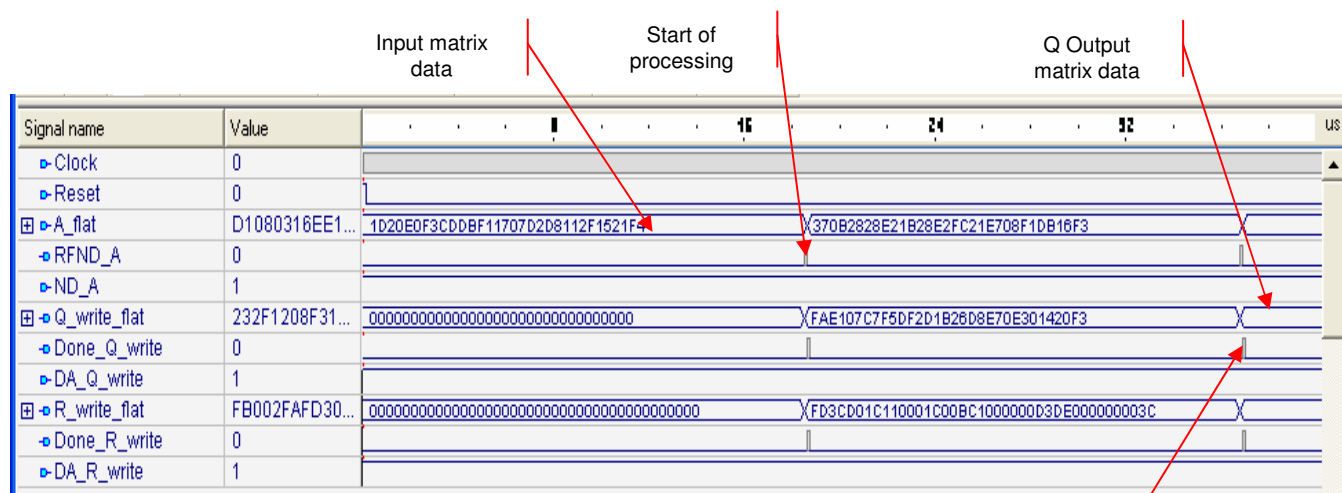 Input matrix
data
Start of
processing
Q Output
matrix data
Signal name
Value
8
16
24
32
us
Clock
0
Reset
0
A_flat
D1080316EE1...
1D20E0F3CDDBF11707D2D8112F1521F4
370B2828E21B28E2FC21E708F1DB16F3
RFND_A
0
ND_A
1
Q_write_flat
232F1208F31...
00000000000000000000000000000000
FAE107C7F5DF2D1B26D8E70E301420F3
Done_Q_write
0
DA_Q_write
1
R_write_flat
FB002FAFD30...
0000000000000000000000000000000000000000
FD3CD01C110001C00BC1000000D3DE000000003C
Done_R_write
0
DA_R_write
1